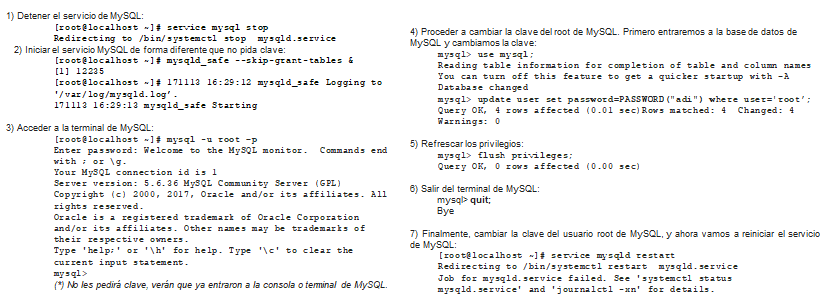 1) Detener el servicio de MySQL:
[root@localhost ~]# service mysql stop
Redirecting to /bin/systemctl stop mysqld.service
2) Iniciar el servicio MySQL de forma diferente que no pida clave:
[root@localhost ~]# mysqld_safe --skip-grant-tables &
[1] 12235
[root@localhost ~]# 171113 16:29:12 mysqld_safe Logging to
'/var/log/mysqld.log'.
171113 16:29:13 mysqld_safe Starting
3) Acceder a la terminal de MySQL:
[root@localhost ~]# mysql -u root -p
Enter password: Welcome to the MySQL monitor. Commands end
with ; or \g.
Your MySQL connection id is 1
Server version: 5.6.36 MySQL Community Server (GPL)
Copyright (c) 2000, 2017, Oracle and/or its affiliates. All
rights reserved.
Oracle is a registered trademark of Oracle Corporation
and/or its affiliates. Other names may be trademarks of
their respective owners.
Type 'help;' or '\h' for help. Type '\c' to clear the
current input statement.
mysql>
(*) No les pedirá clave, verán que ya entraron a la consola o terminal de MySQL.
4) Proceder a cambiar la clave del root de MySQL. Primero entraremos a la base de datos de
MySQL y cambiamos la clave:
mysql> use mysql;
Reading table information for completion of table and column names
You can turn off this feature to get a quicker startup with -A
Database changed
mysql> update user set password=PASSWORD("adi") where user='root';
Query OK, 4 rows affected (0.01 sec)Rows matched: 4 Changed: 4
Warnings: 0
5) Refrescar los privilegios:
mysql> flush privileges;
Query OK, 0 rows affected (0.00 sec)
6) Salir del terminal de MySQL:
mysql> quit;
Bye
7) Finalmente, cambiar la clave del usuario root de MySQL, y ahora vamos a reiniciar el servicio
de MySQL:
[root@localhost ~]# service mysqld restart
Redirecting to /bin/systemctl restart mysqld.service
Job for mysqld.service failed. See 'systemctl status
mysqld.service' and 'journalctl -xn' for details.